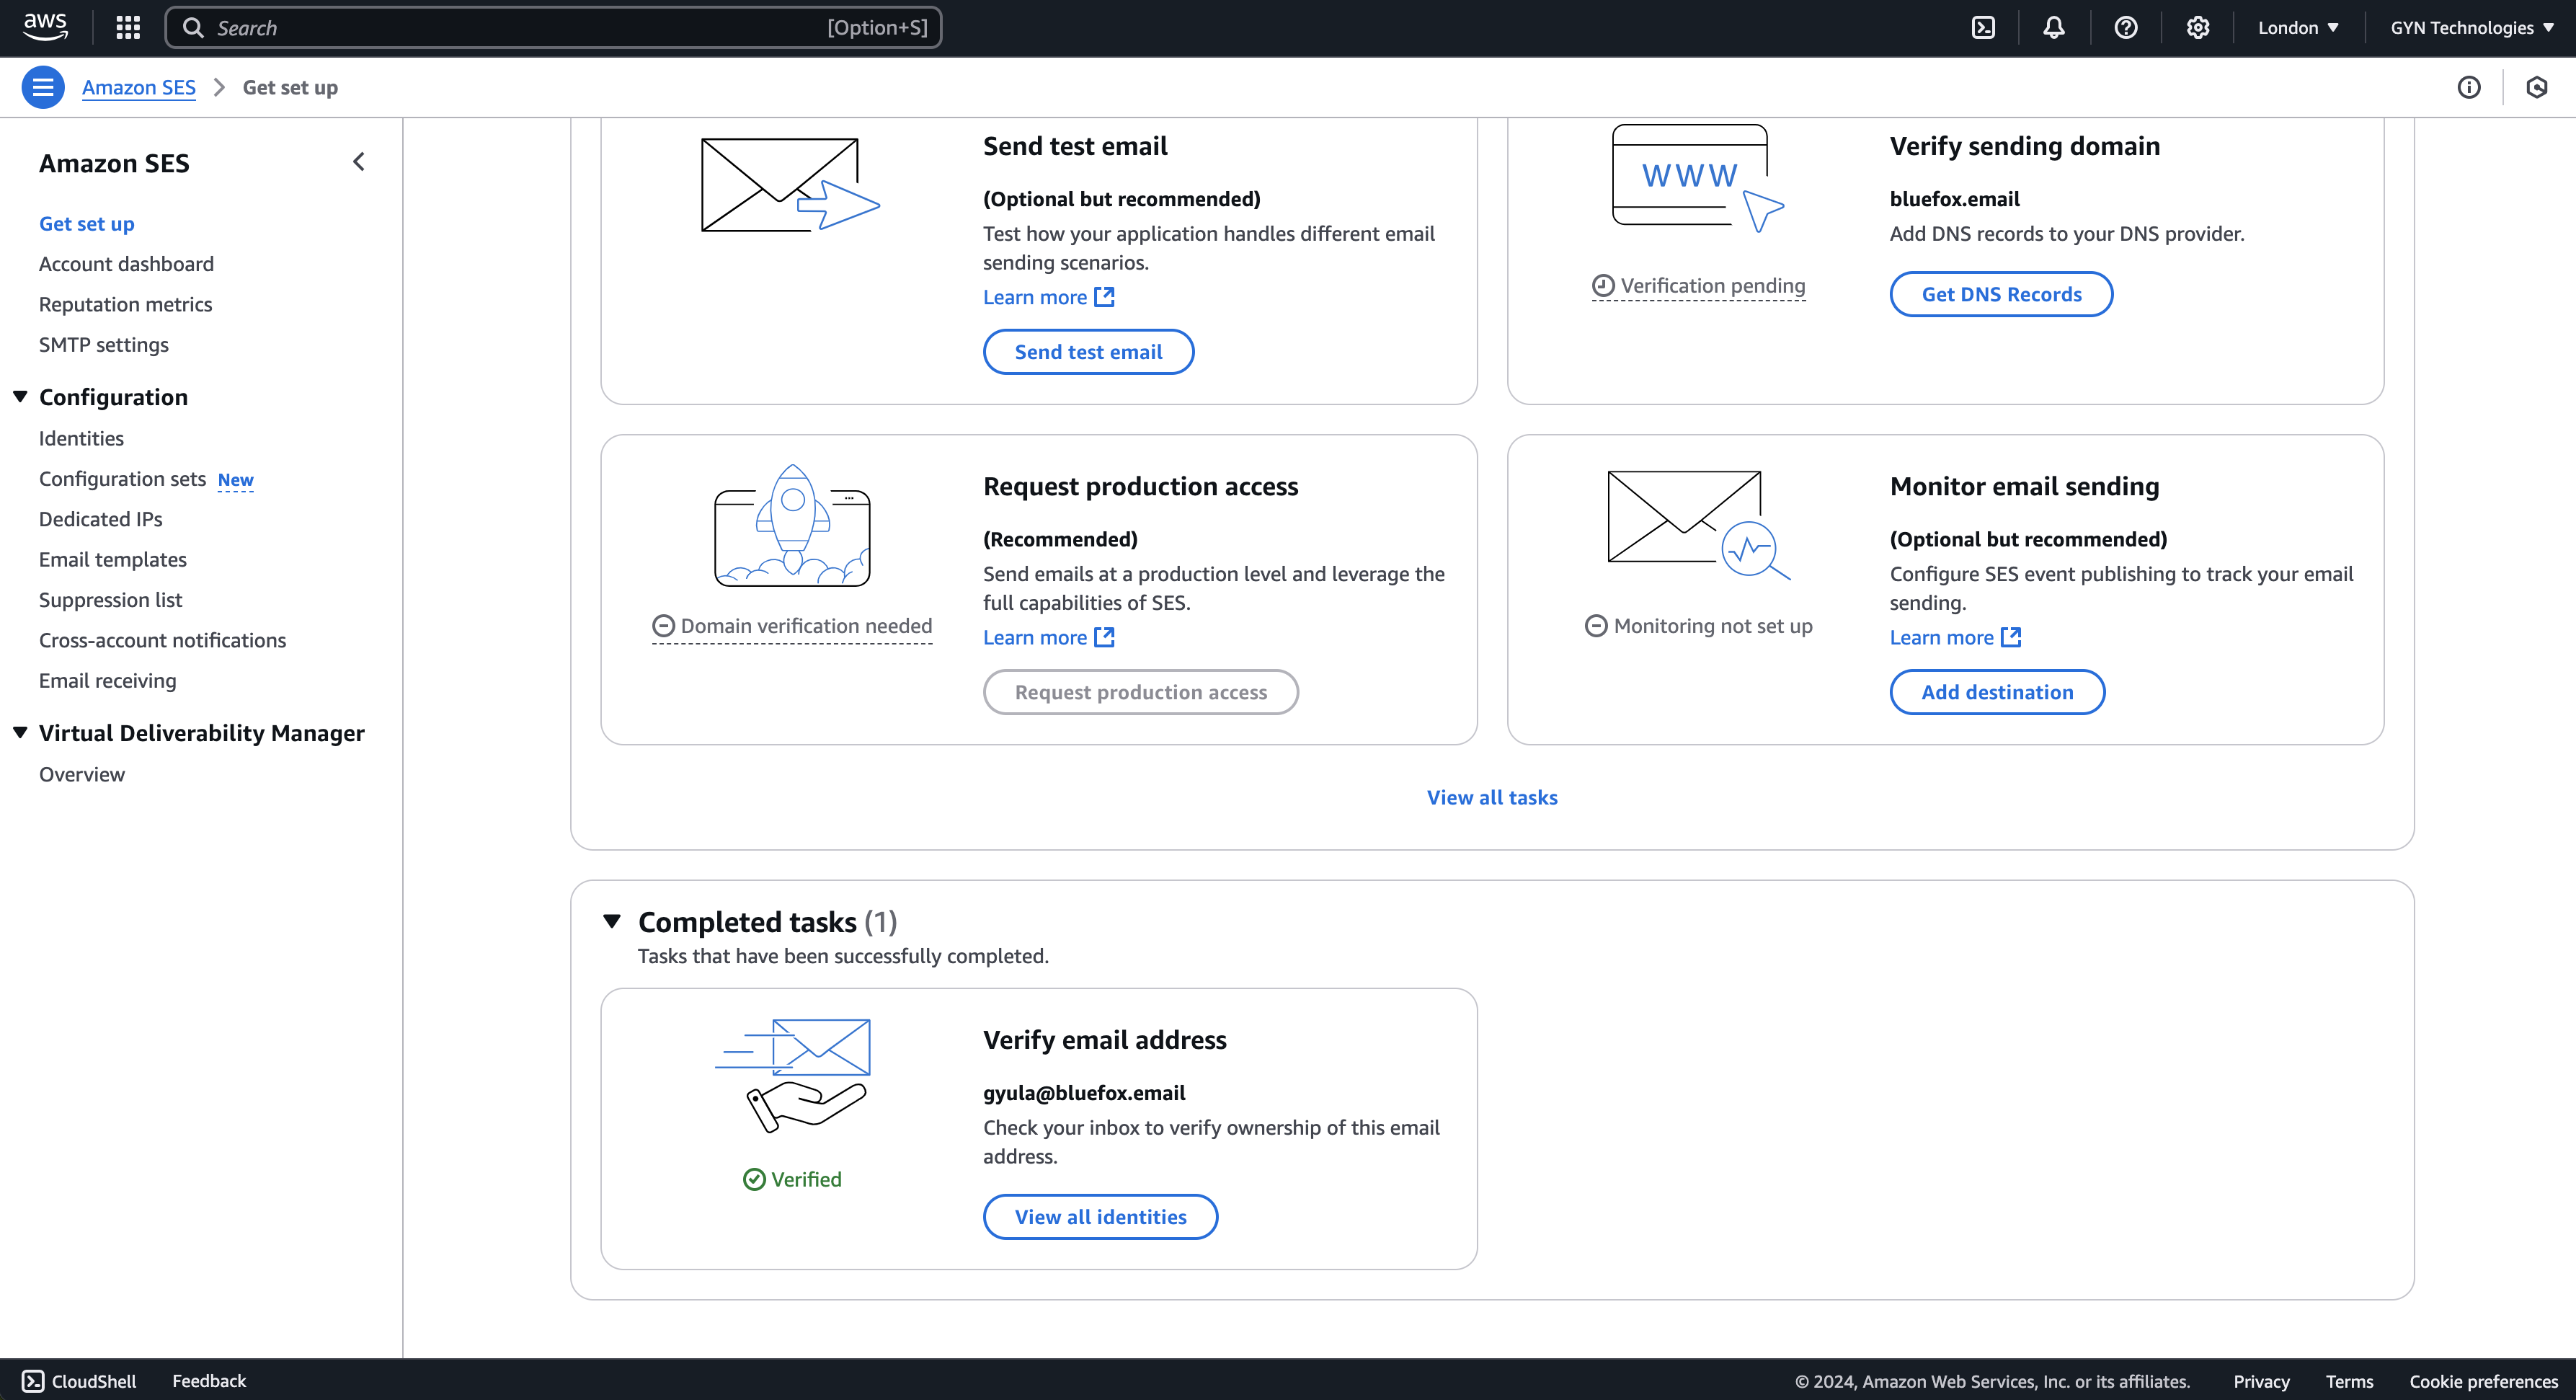 aws
Search
[Option+S]
London
GYN Technologies
Amazon SES
Get set up
Amazon SES
Get set up
Account dashboard
Reputation metrics
SMTP settings
Configuration
Identities
Configuration sets New
Dedicated IPs
Email templates
Suppression list
Cross-account notifications
Email receiving
Virtual Deliverability Manager
Overview
Send test email
(Optional but recommended)
Test how your application handles different email
sending scenarios.
Learn more
Send test email
WWW
Verification pending
Verify sending domain
bluefox.email
Add DNS records to your DNS provider.
Get DNS Records
Domain verification needed
Request production access
(Recommended)
Send emails at a production level and leverage the
full capabilities of SES.
Learn more
Request production access
Monitoring not set up
Monitor email sending
(Optional but recommended)
Configure SES event publishing to track your email
sending.
Learn more
Add destination
View all tasks
Completed tasks (1)
Tasks that have been successfully completed.
Verified
Verify email address
gyula@bluefox.email
Check your inbox to verify ownership of this email
address.
View all identities
CloudShell
Feedback
© 2024, Amazon Web Services, Inc. or its affiliates.
Privacy
Terms
Cookie preferences